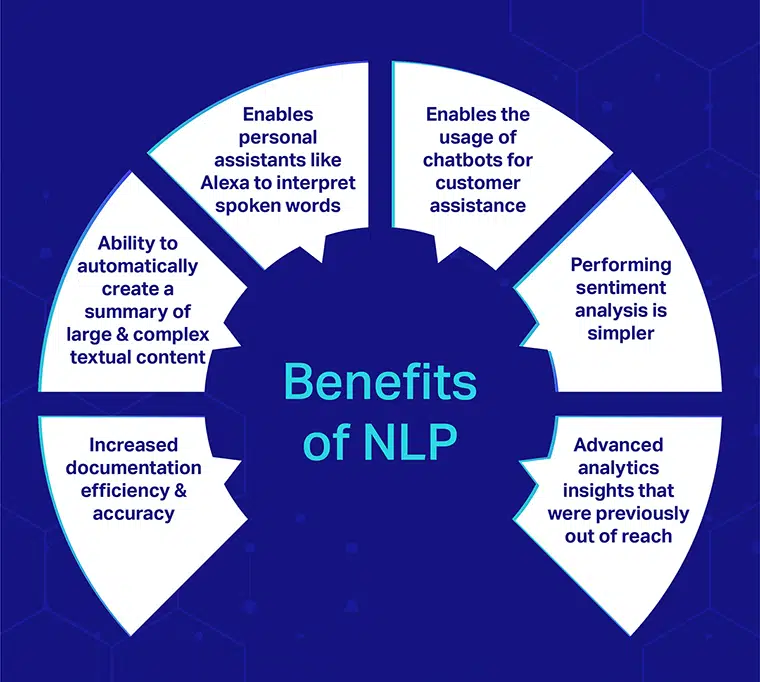 Benefits
of NLP
Increased
documentation
efficiency &
accuracy
Ability to
automatically
create a
summary of
large & complex
textual content
Enables
personal
assistants like
Alexa to interpret
spoken words
Enables the
usage of
chatbots for
customer
assistance
Performing
sentiment
analysis is
simpler
Advanced
analytics
insights that
were previously
out of reach